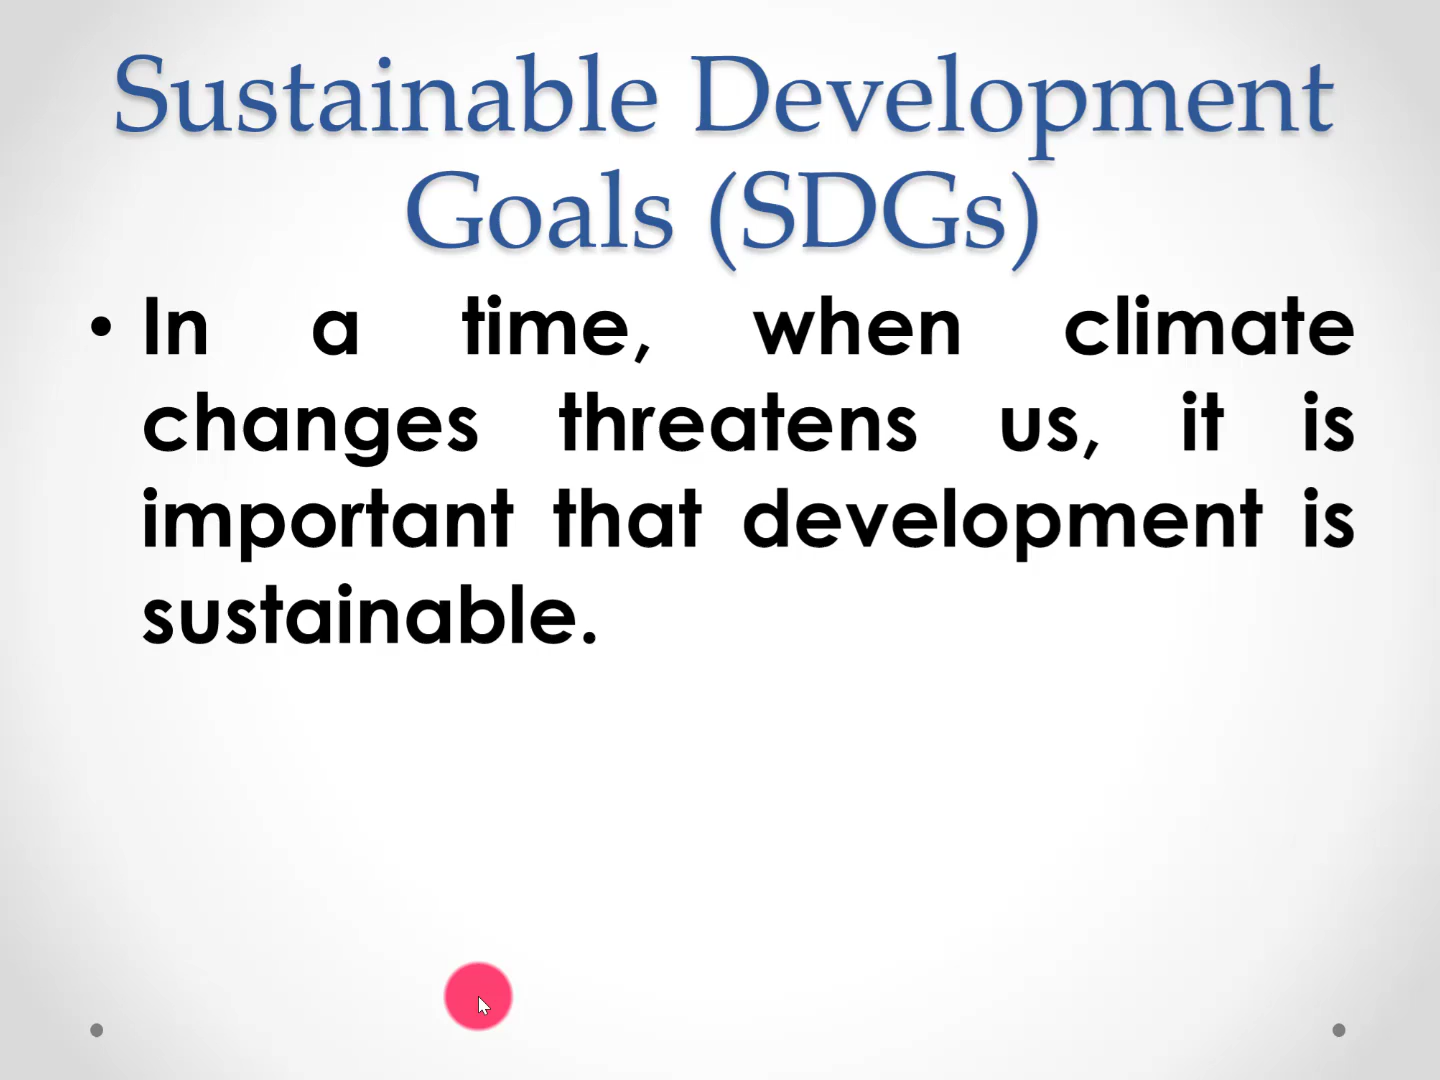 Sustainable Development
Goals (SDGs)
• In a time, when climate
changes threatens us, it is
important that development is
sustainable.